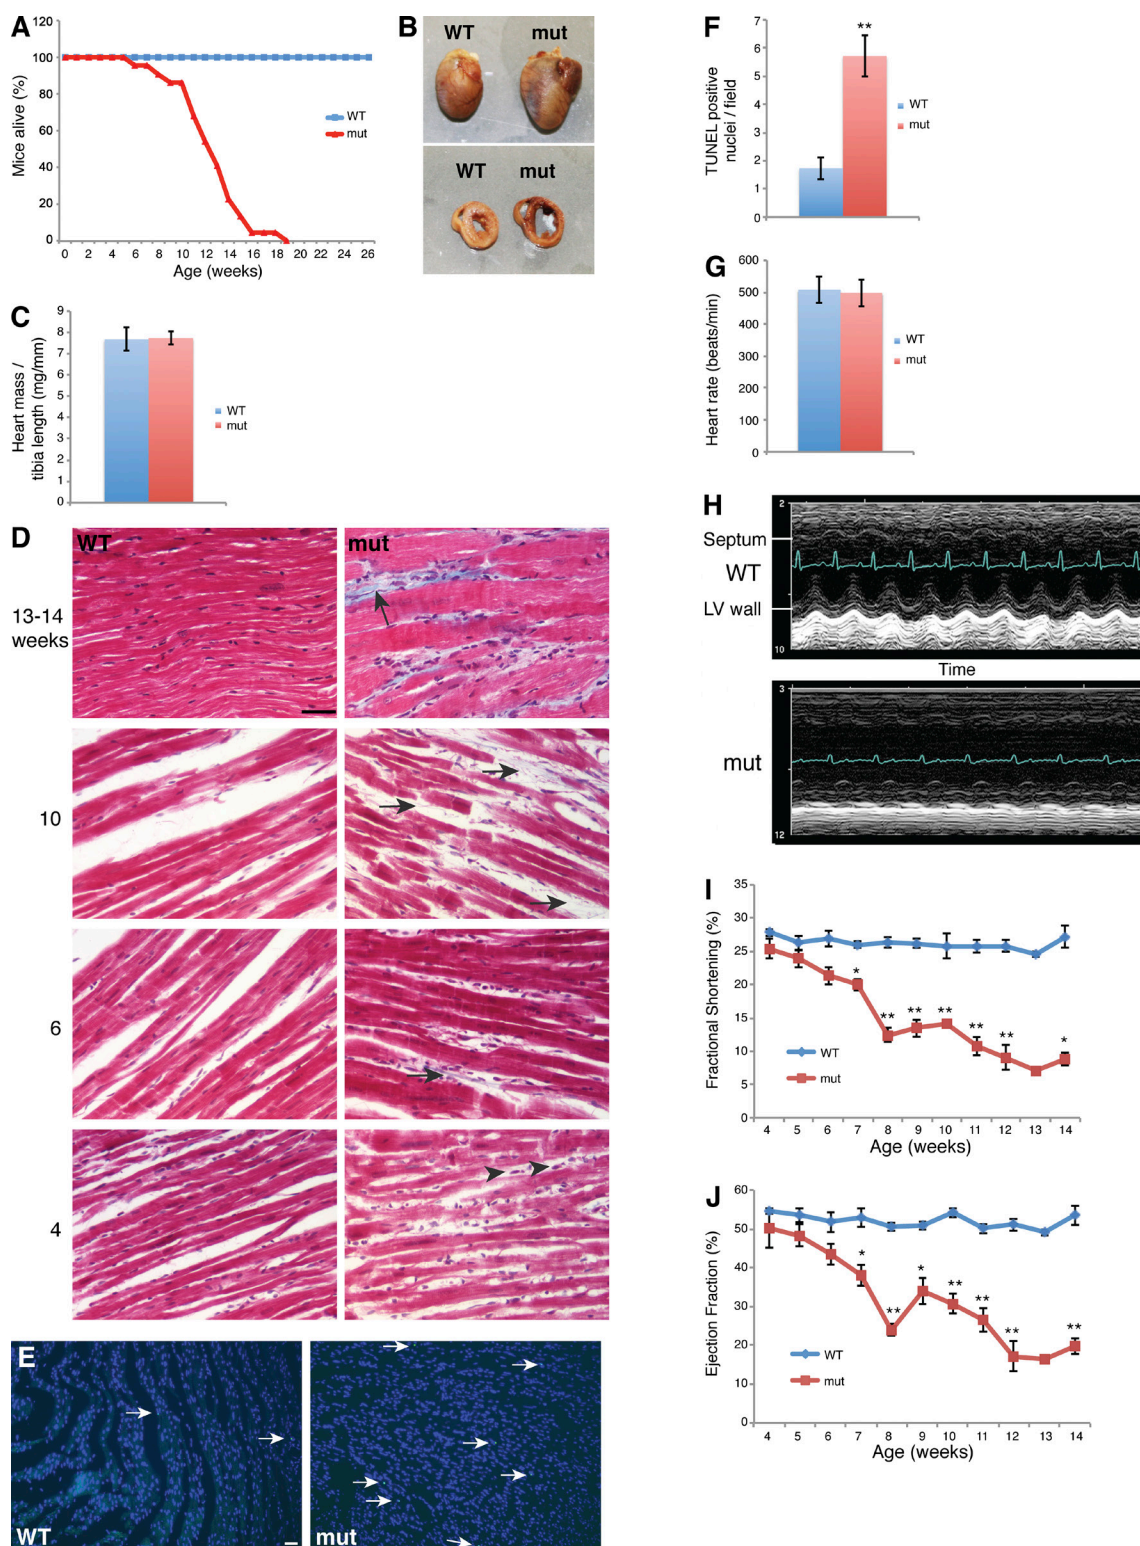 A
120
100
80
60
40
20
0
Mice alive (%)
0 2 4 6 8 10 12 14 16 18 20 22 24 26
Age (weeks)
WT
mut
B
WT mut
WT mut
C
9
8
7
6
5
4
3
2
1
0
Heart mass /
tibia length (mg/mm)
WT
mut
D
WT mut
13-14
weeks
10
6
4
E
WT mut
F
7
6
5
4
3
2
1
0
TUNEL positive
nuclei / field
**
WT
mut
G
600
500
400
300
200
100
0
Heart rate (beats/min)
WT
mut
H
2
Septum
WT
LV wall
10
Time
3
mut
12
I
35
30
25
20
15
10
5
0
Fractional Shortening (%)
* ** ** ** ** ** *
WT
mut
4 5 6 7 8 9 10 11 12 13 14
Age (weeks)
J
60
50
40
30
20
10
0
Ejection Fraction (%)
* ** * ** ** ** **
WT
mut
4 5 6 7 8 9 10 11 12 13 14
Age (weeks)